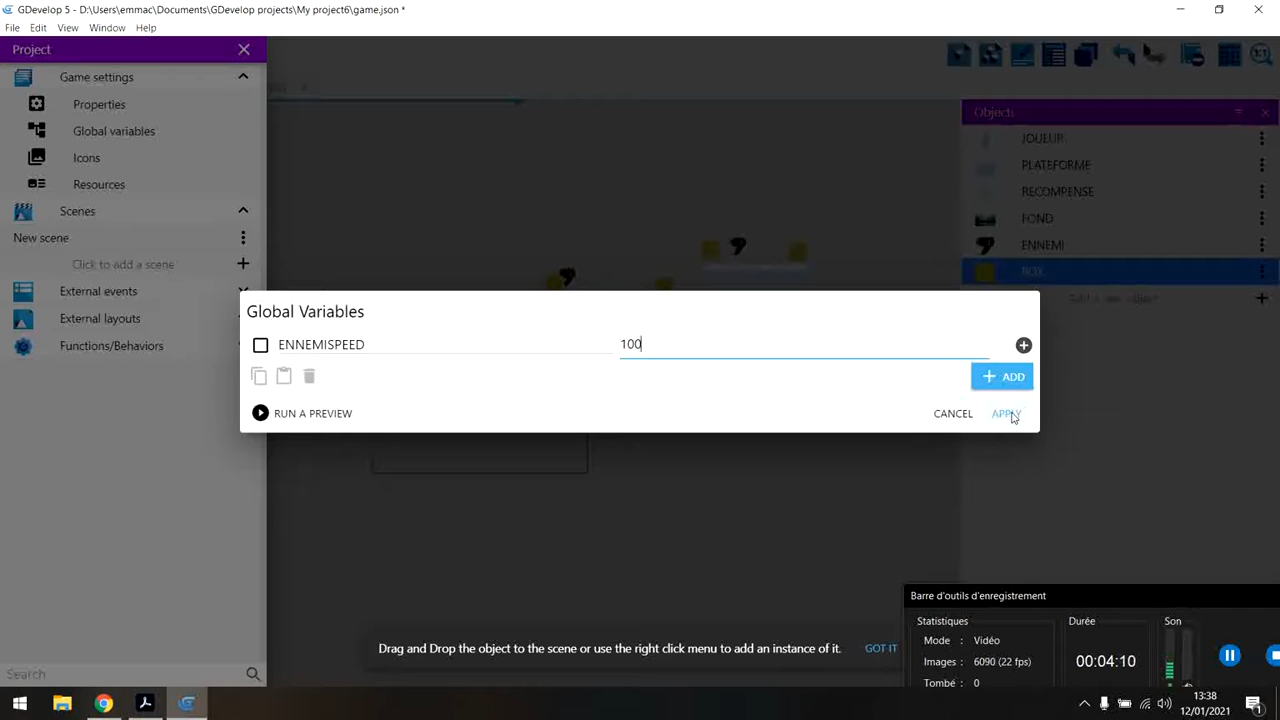 GDevelop 5 - D:\Users\emmac\Documents\GDevelop projects\My project6\game.json *
File Edit View Window Help
Project
Game settings
Properties
Global variables
Icons
Resources
Scenes
New scene
Click to add a scene
External events
External layouts
Functions/Behaviors
Search
Objects
JOUEUR
PLATEFORME
RECOMPENSE
FOND
ENNEMI
BOX
Add a new object
Global Variables
ENNEMISPEED 100
ADD
RUN A PREVIEW
CANCEL APPLY
Drag and Drop the object to the scene or use the right click menu to add an instance of it. GOT IT
Barre d'outils d'enregistrement
Statistiques Durée Son
Mode : Vidéo
Images : 6090 (22 fps) 00:04:10
Tombé : 0
13:38
12/01/2021
1